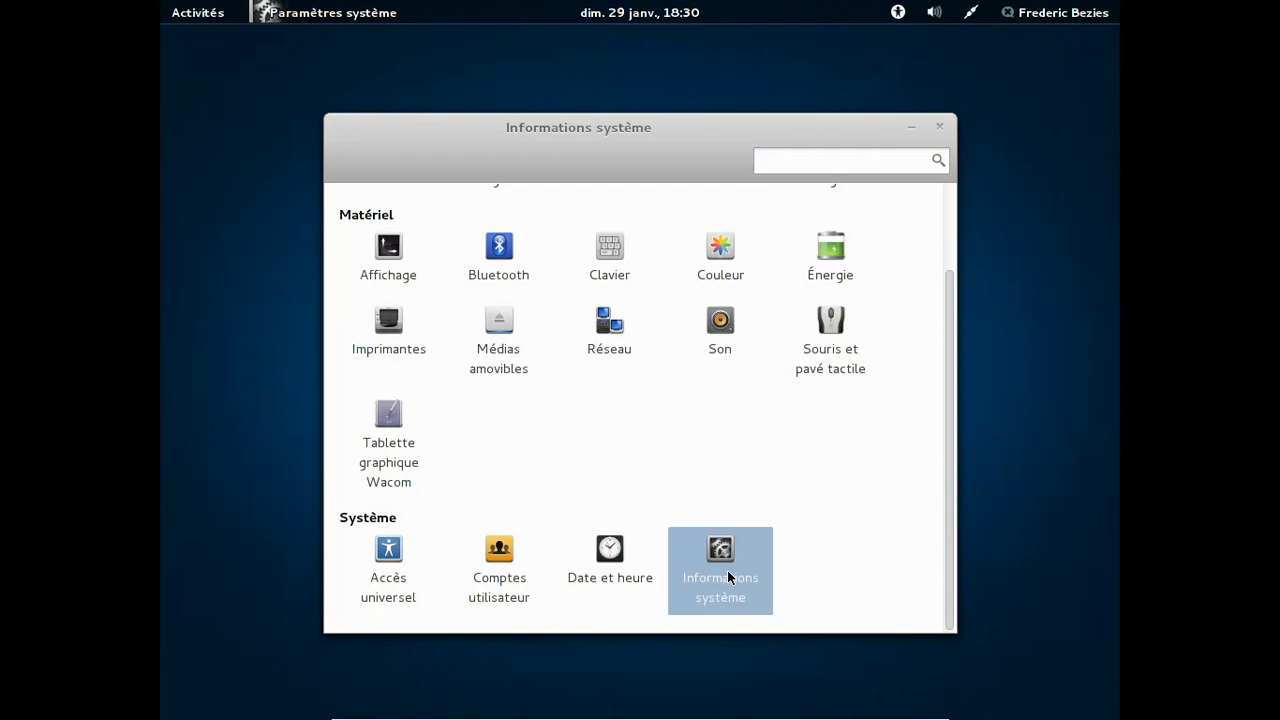 Activités
Paramètres système
dim. 29 janv., 18:30
Frederic Bezies
Informations système
Matériel
Affichage
Bluetooth
Clavier
Couleur
Énergie
Imprimantes
Médias
amovibles
Réseau
Son
Souris et
pavé tactile
Tablette
graphique
Wacom
Système
Accès
universel
Comptes
utilisateur
Date et heure
Informations
système